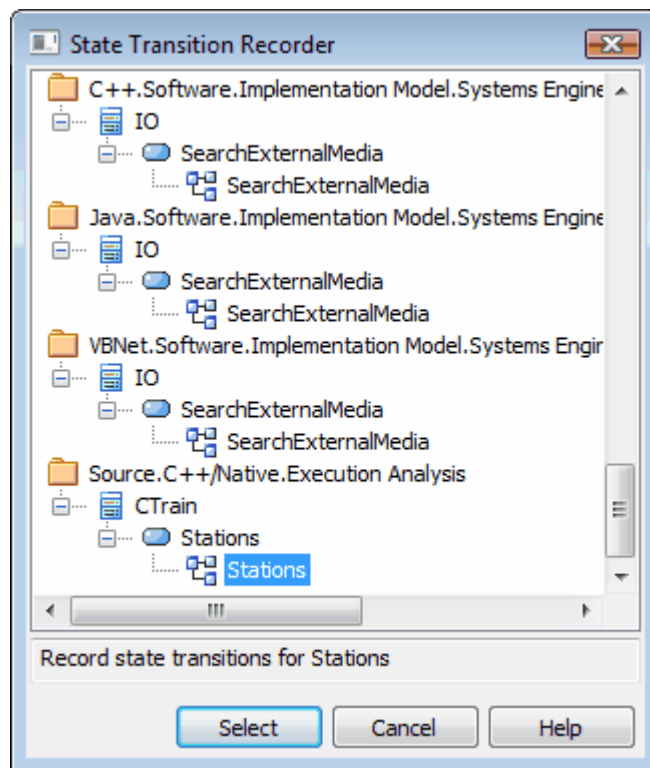 State Transition Recorder
C++.Software.Implementation Model.Systems Engine
IO
SearchExternalMedia
SearchExternalMedia
Java.Software.Implementation Model.Systems Engine
IO
SearchExternalMedia
SearchExternalMedia
VBNet.Software.Implementation Model.Systems Engir
IO
SearchExternalMedia
SearchExternalMedia
Source.C++/Native.Execution Analysis
CTrain
Stations
Stations
Record state transitions for Stations
Select Cancel Help